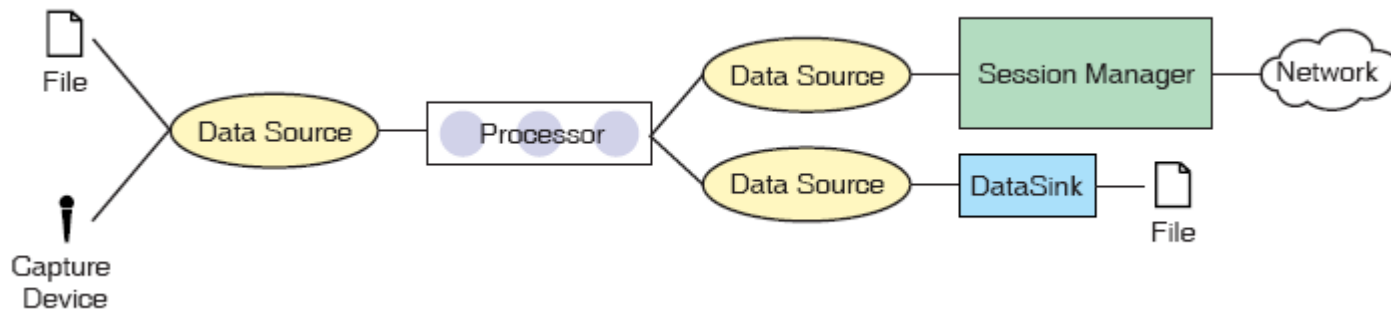 File
Data Source
Processor
Data Source
Session Manager
Network
Data Source
DataSink
File
Capture
Device